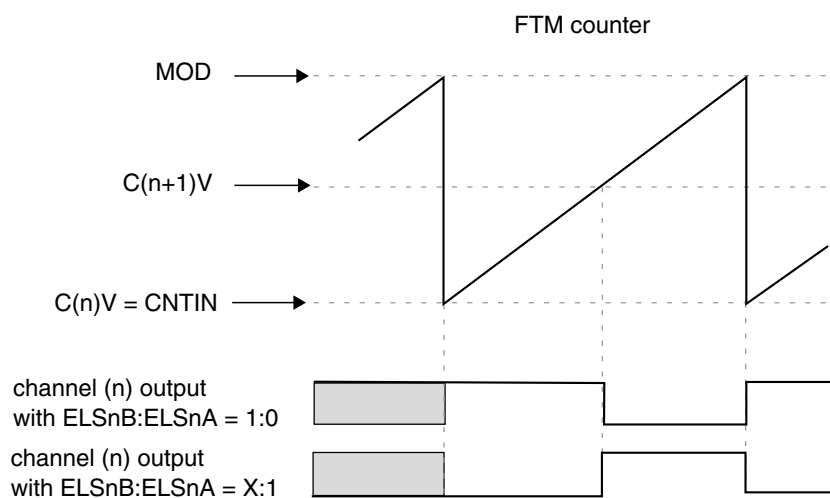 FTM counter
MOD
C(n+1)V
C(n)V = CNTIN
channel (n) output
with ELSnB:ELSnA = 1:0
channel (n) output
with ELSnB:ELSnA = X:1